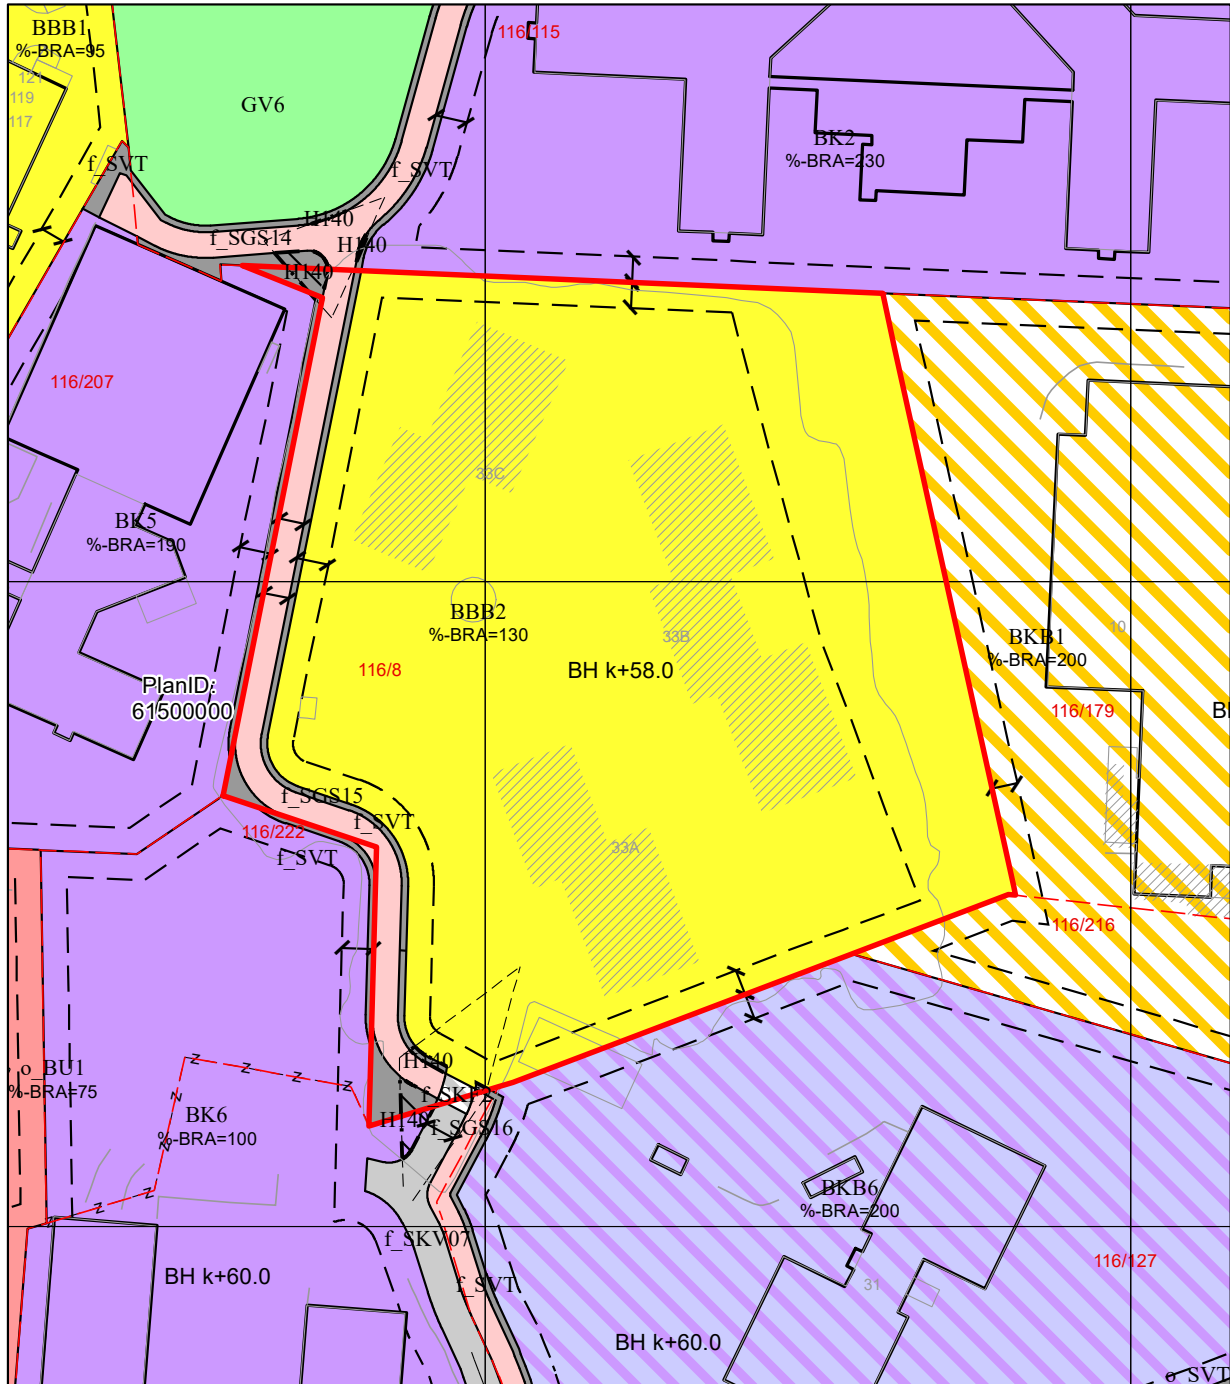 BBB1
%-BRA=95
121
119
117
116/115
GV6
f_SVT
f_SVT
BK2
%-BRA=230
H140
f_SGS14
H140
H140
116/207
33C
BK5
%-BRA=190
BBB2
%-BRA=130
33B
10
BKB1
%-BRA=200
116/8
BH k+58.0
PlanID:
61500000
116/179
f_SGS15
f_SVT
116/222
f_SVT
33A
116/216
H140
o_BU1
%-BRA=75
f_SKF2
BK6
%-BRA=100
f_SGS16
BKB6
%-BRA=200
f_SKV07
116/127
BH k+60.0
f_SVT
31
BH k+60.0
o_SVT